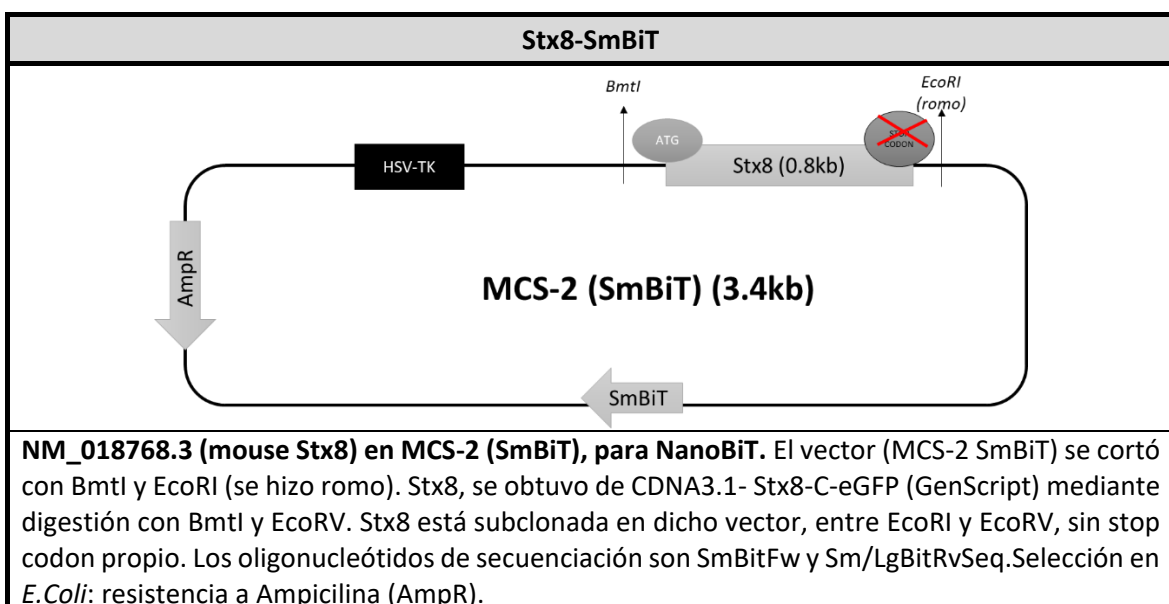 Stx8-SmBiT
BmtI
EcoRI
(romo)
ATG
STOP
CODON
HSV-TK
Stx8 (0.8kb)
AmpR
MCS-2 (SmBiT) (3.4kb)
SmBiT
NM_018768.3 (mouse Stx8) en MCS-2 (SmBiT), para NanoBiT. El vector (MCS-2 SmBiT) se cortó
con BmtI y EcoRI (se hizo romo). Stx8, se obtuvo de CDNA3.1- Stx8-C-eGFP (GenScript) mediante
digestión con BmtI y EcoRV. Stx8 está subclonada en dicho vector, entre EcoRI y EcoRV, sin stop
codon propio. Los oligonucleótidos de secuenciación son SmBitFw y Sm/LgBitRvSeq.Selección en
E.Coli: resistencia a Ampicilina (AmpR).